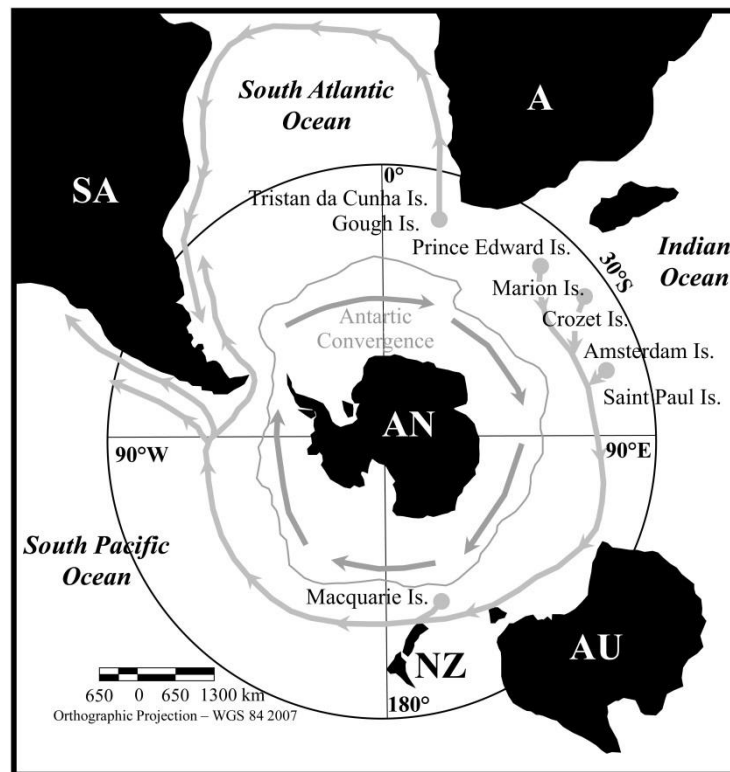 South Atlantic
Ocean
A
SA
0°
Tristan da Cunha Is.
Gough Is.
Prince Edward Is.
Indian
Ocean
30°S
Marion Is.
Crozet Is.
Antartic
Convergence
Amsterdam Is.
Saint Paul Is.
AN
90°W
90°E
South Pacific
Ocean
Macquarie Is.
NZ
AU
180°
650 0 650 1300 km
Orthographic Projection – WGS 84 2007